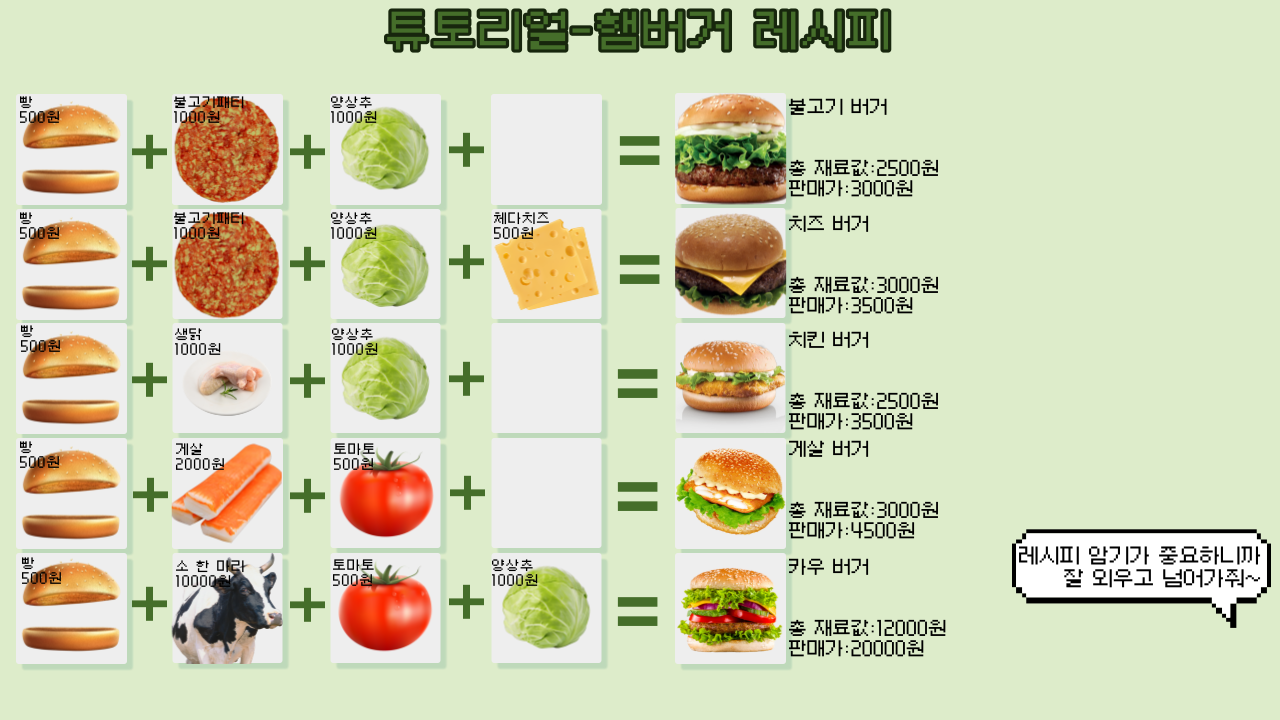 튜토리얼-햄버거 레시피
빵
500원
불고기패티
1000원
양상추
1000원
불고기 버거
총 재료값:2500원
판매가:3000원
빵
500원
불고기패티
1000원
양상추
1000원
체다치즈
500원
치즈 버거
총 재료값:3000원
판매가:3500원
빵
500원
생닭
1000원
양상추
1000원
치킨 버거
총 재료값:2500원
판매가:3500원
빵
500원
게살
2000원
토마토
500원
게살 버거
총 재료값:3000원
판매가:4500원
빵
500원
소 한 마리
10000원
토마토
500원
양상추
1000원
카우 버거
총 재료값:12000원
판매가:20000원
레시피 암기가 중요하니까
잘 외우고 넘어가줘~